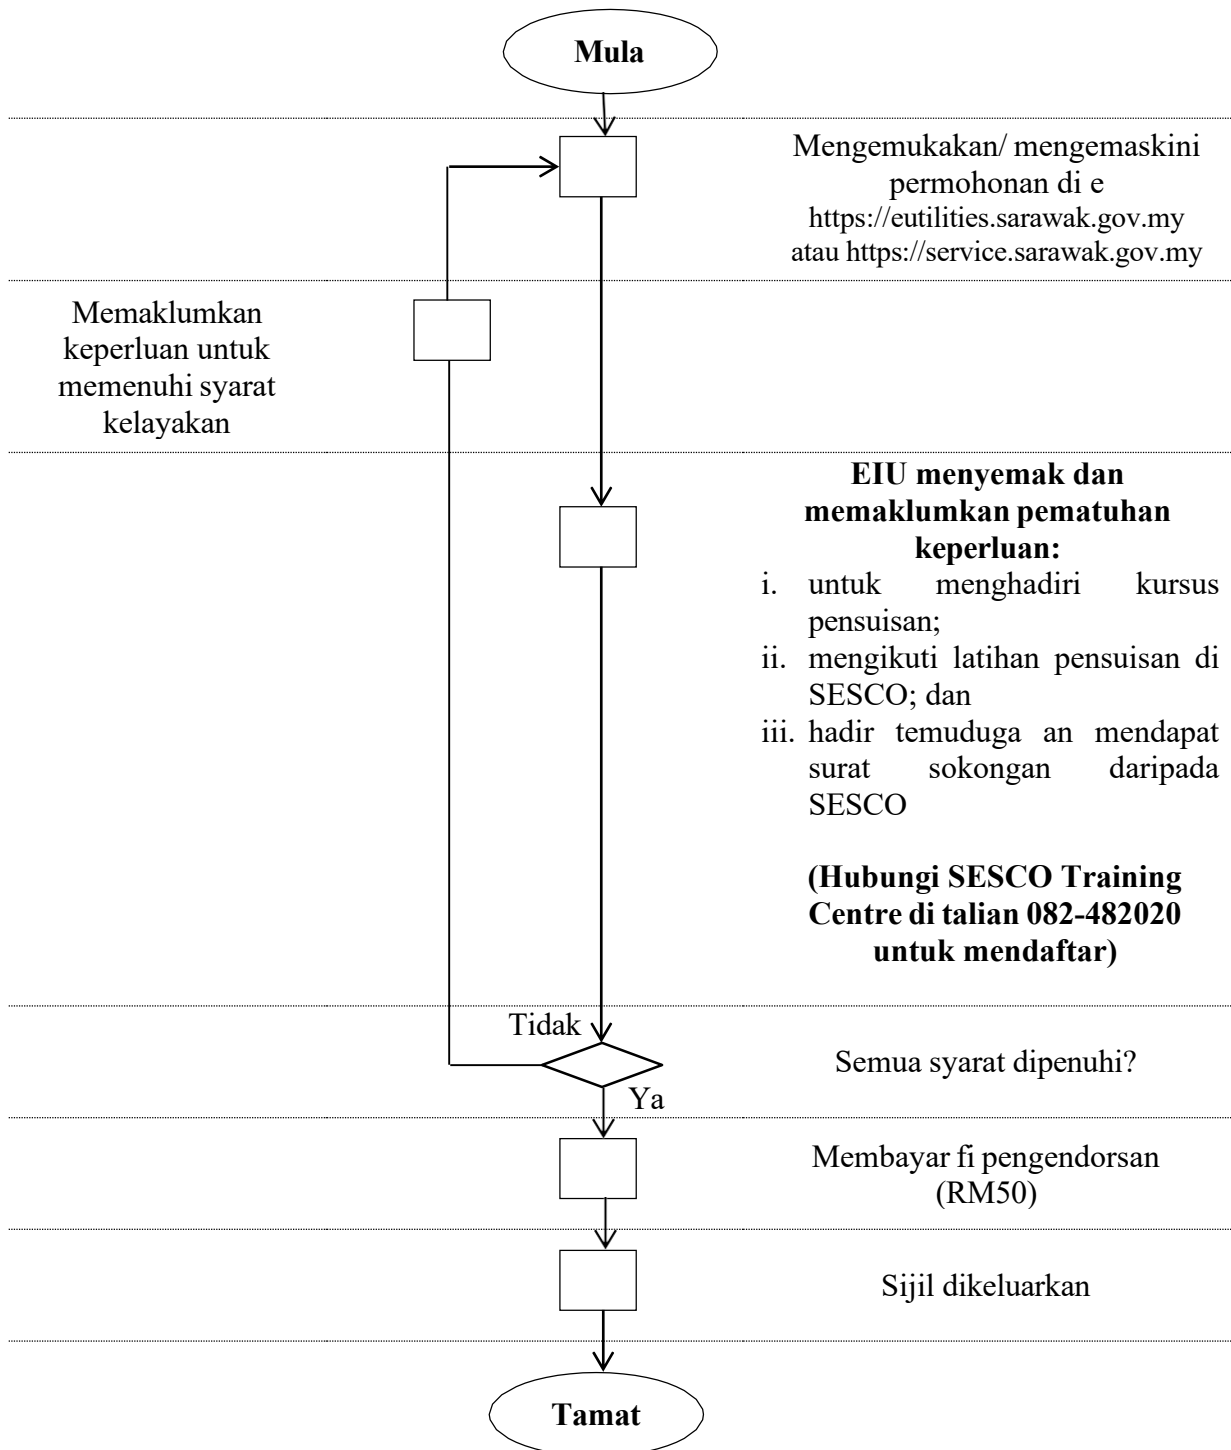 Mula
Mengemukakan/ mengemaskini
permohonan di e
https://eutilities.sarawak.gov.my
atau https://service.sarawak.gov.my
Memaklumkan
keperluan untuk
memenuhi syarat
kelayakan
EIU menyemak dan
memaklumkan pematuhan
keperluan:
i. untuk menghadiri kursus
pensuisan;
ii. mengikuti latihan pensuisan di
SESCO; dan
iii. hadir temuduga an mendapat
surat sokongan daripada
SESCO
(Hubungi SESCO Training
Centre di talian 082-482020
untuk mendaftar)
Tidak
Semua syarat dipenuhi?
Ya
Membayar fi pengendorsan
(RM50)
Sijil dikeluarkan
Tamat